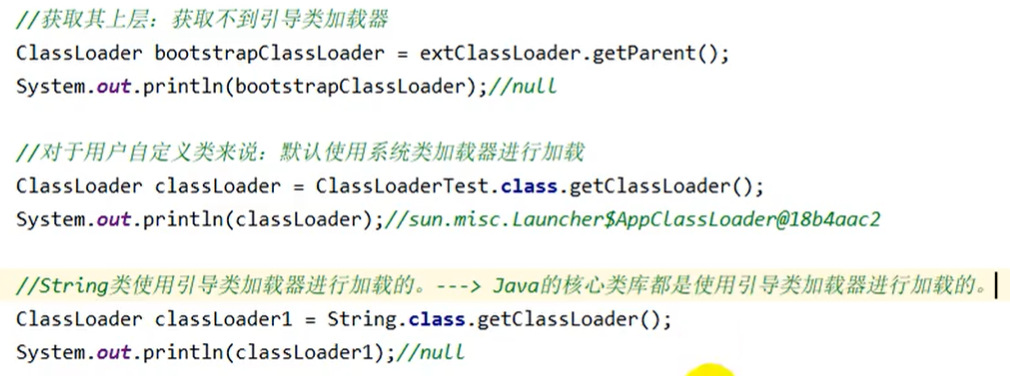 //获取其上层：获取不到引导类加载器
ClassLoader bootstrapClassLoader = extClassLoader.getParent();
System.out.println(bootstrapClassLoader);//null
//对于用户自定义类来说：默认使用系统类加载器进行加载
ClassLoader classLoader = ClassLoaderTest.class.getClassLoader();
System.out.println(classLoader);//sun.misc.Launcher$AppClassLoader@18b4aac2
//String类使用引导类加载器进行加载的。---> Java的核心类库都是使用引导类加载器进行加载的。
ClassLoader classLoader1 = String.class.getClassLoader();
System.out.println(classLoader1);//null